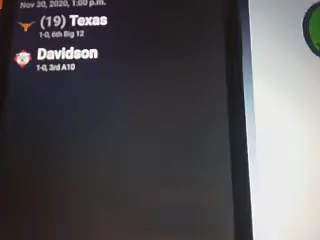 Nov 30, 2020, 1:00 p.m.
(19) Texas
1-0, 6th Big 12
Davidson
1-0, 3rd A10